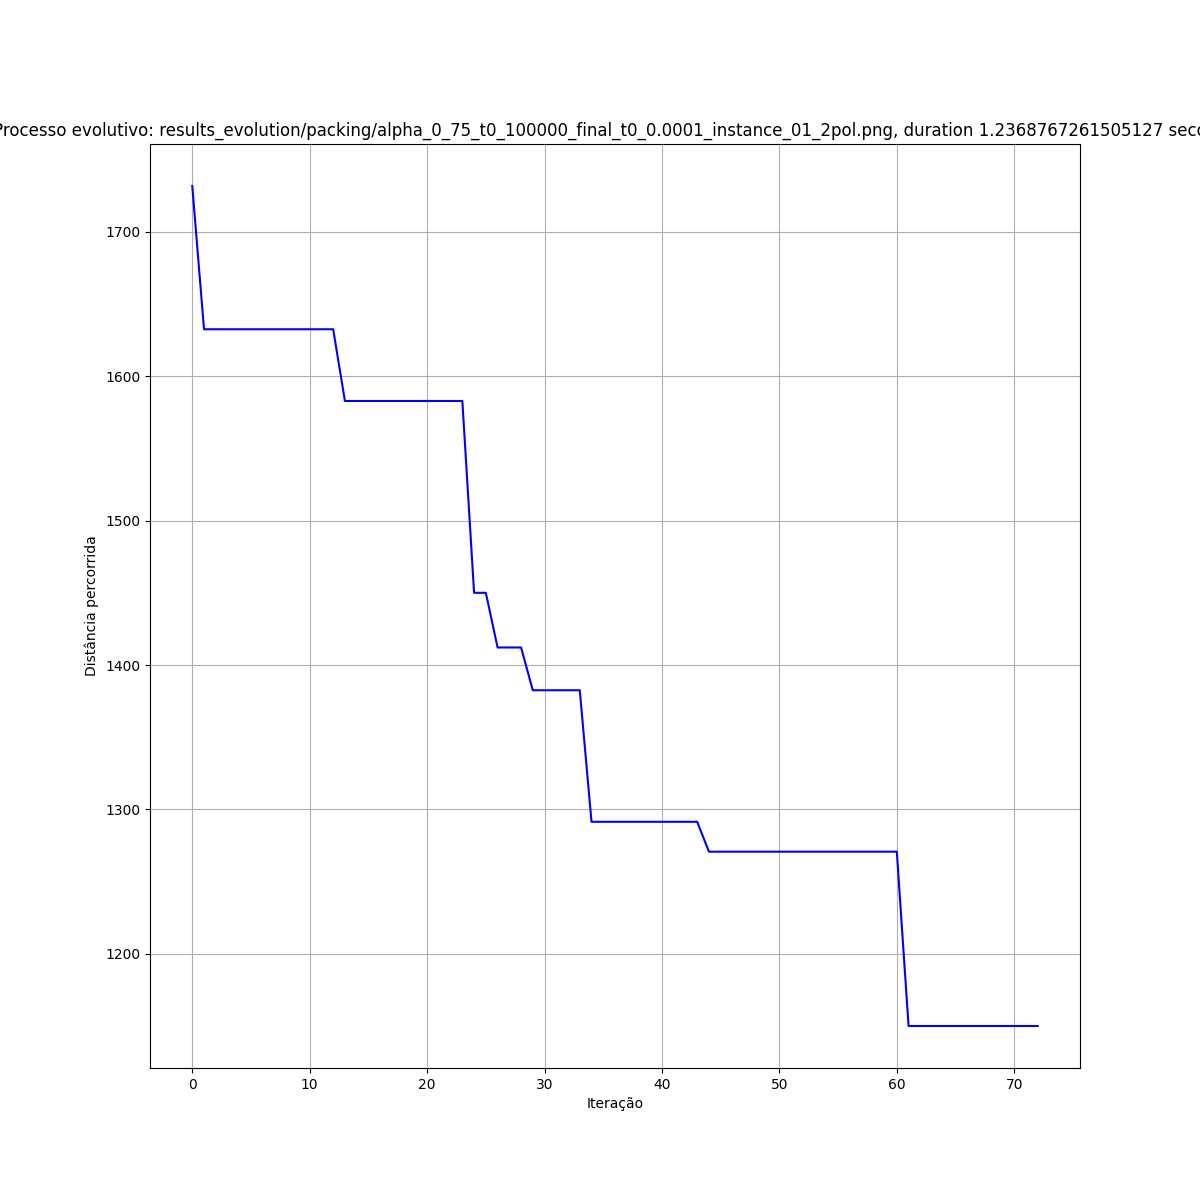 Processo evolutivo: results_evolution/packing/alpha_0_75_t0_100000_final_t0_0.0001_instance_01_2pol.png, duration 1.2368767261505127 seco
1700
1600
1500
1400
1300
1200
Distância percorrida
0 10 20 30 40 50 60 70
Iteração